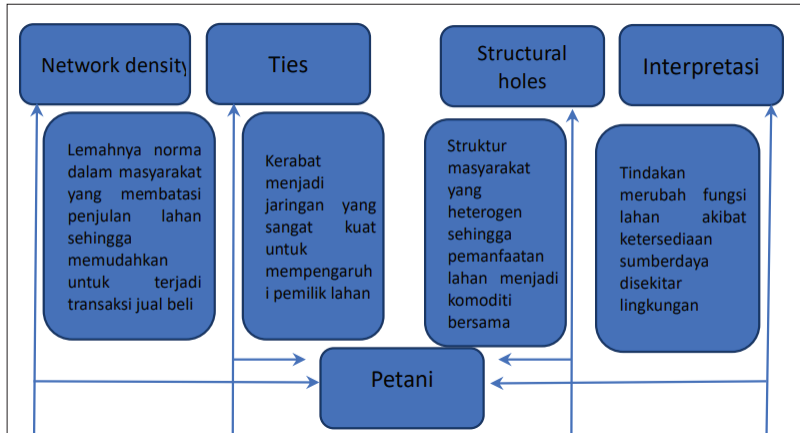 Network density
Ties
Structural
holes
Interpretasi
Lemahnya norma
dalam masyarakat
yang membatasi
penjulan lahan
sehingga
memudahkan
untuk terjadi
transaksi jual beli
Kerabat
menjadi
jaringan yang
sangat kuat
untuk
mempengaruh
i pemilik lahan
Struktur
masyarakat
yang
heterogen
sehingga
pemanfaatan
lahan menjadi
komoditi
bersama
Tindakan
merubah fungsi
lahan akibat
ketersediaan
sumberdaya
disekitar
lingkungan
Petani